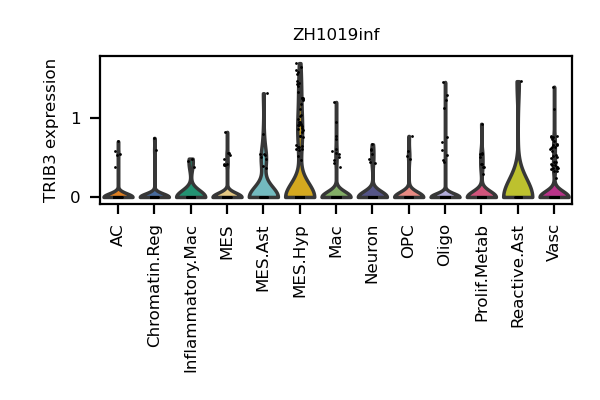 ZH1019inf
TRIB3 expression
1
0
AC
Chromatin.Reg
Inflammatory.Mac
MES
MES.Ast
MES.Hyp
Mac
Neuron
OPC
Oligo
Prolif.Metab
Reactive.Ast
Vasc